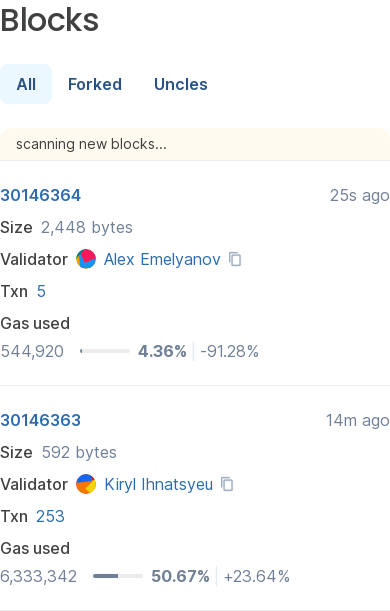 Blocks
All Forked Uncles
scanning new blocks...
30146364 25s ago
Size 2,448 bytes
Validator Alex Emelyanov
Txn 5
Gas used
544,920 4.36% -91.28%
30146363 14m ago
Size 592 bytes
Validator Kiryl Ihnatsyeu
Txn 253
Gas used
6,333,342 50.67% +23.64%